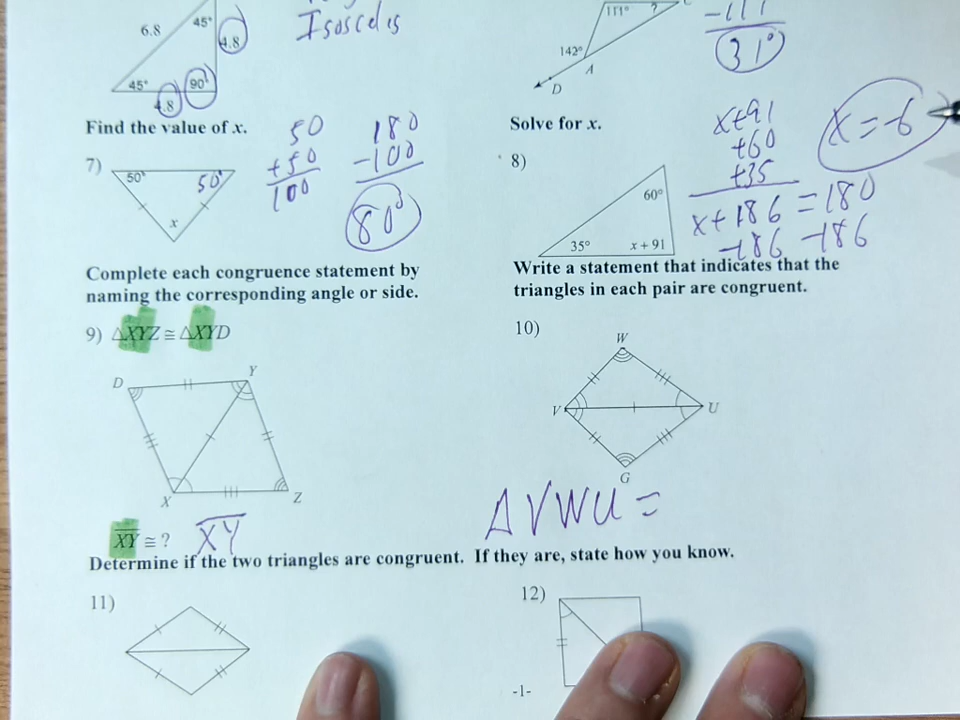 6.8 45° 4.8
45° 90°
4.8
Isosceles
111° ?
142°
A
D
-111
31°
Find the value of x.
7)
50° 50°
x
50
+50
100
180
-100
80°
Solve for x.
8)
60°
35° x + 91
x+91
+60
+35
x+186 = 180
-186 -186
x = -6
Complete each congruence statement by
naming the corresponding angle or side.
9) △XYZ ≅ △XYD
D Y
X Z
XY ≅ ? XY
Write a statement that indicates that the
triangles in each pair are congruent.
10)
W
V U
G
△VWU =
Determine if the two triangles are congruent. If they are, state how you know.
11)
12)
-1-